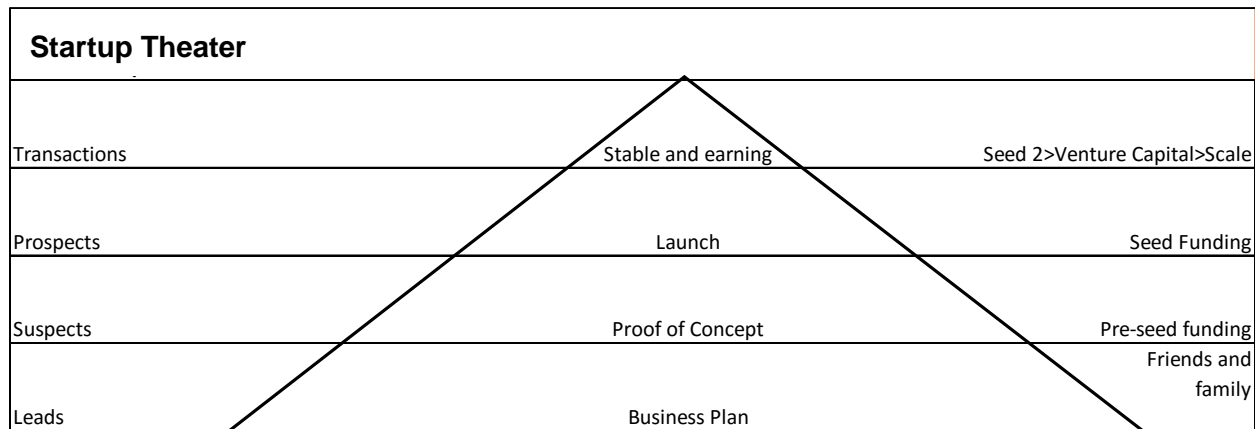 Startup Theater
Transactions Stable and earning Seed 2>Venture Capital>Scale
Prospects Launch Seed Funding
Suspects Proof of Concept Pre-seed funding
Friends and
family
Leads Business Plan